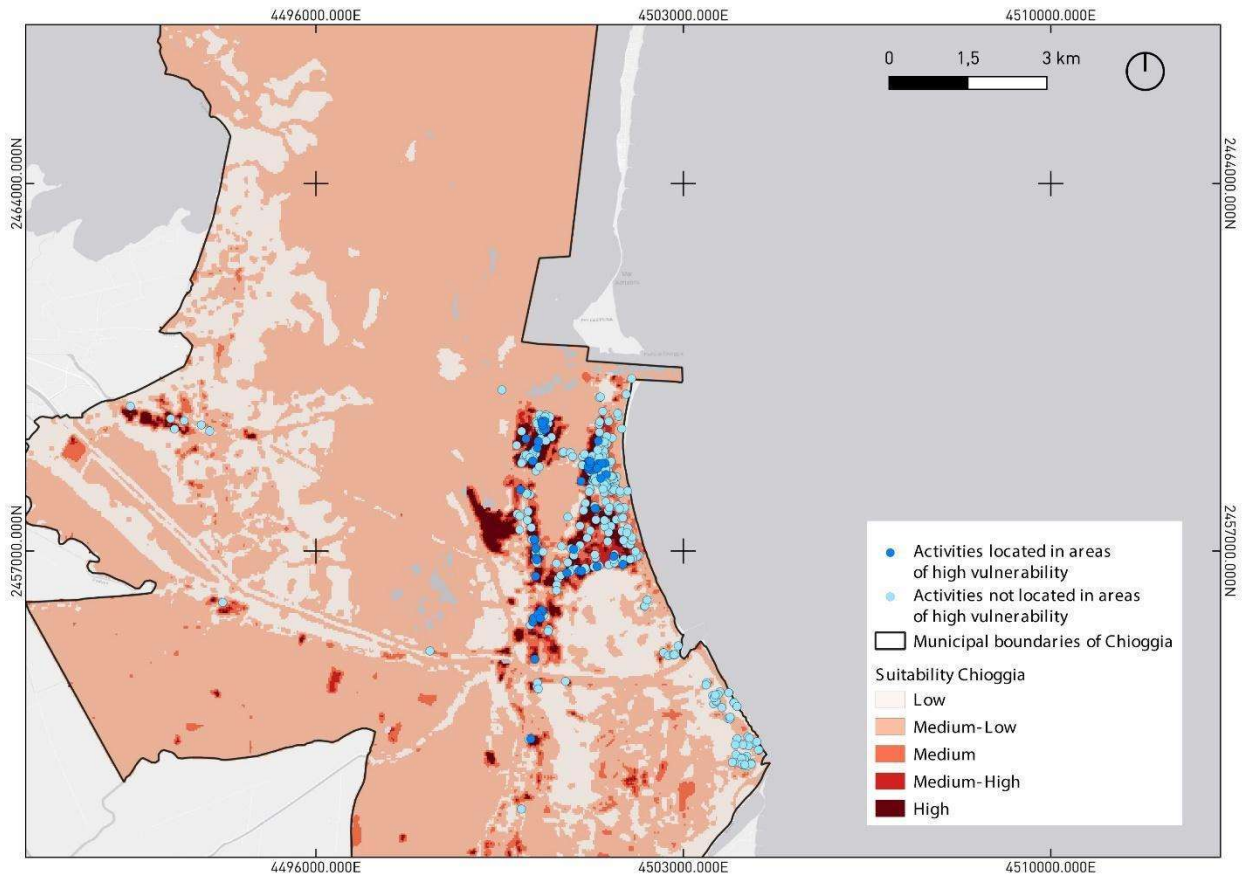 4496000.000E
4503000.000E
4510000.000E
0
1,5
3 km
2464000.000N
2464000.000N
2457000.000N
2457000.000N
Activities located in areas
of high vulnerability
Activities not located in areas
of high vulnerability
Municipal boundaries of Chioggia
Suitability Chioggia
Low
Medium-Low
Medium
Medium-High
High
4496000.000E
4503000.000E
4510000.000E